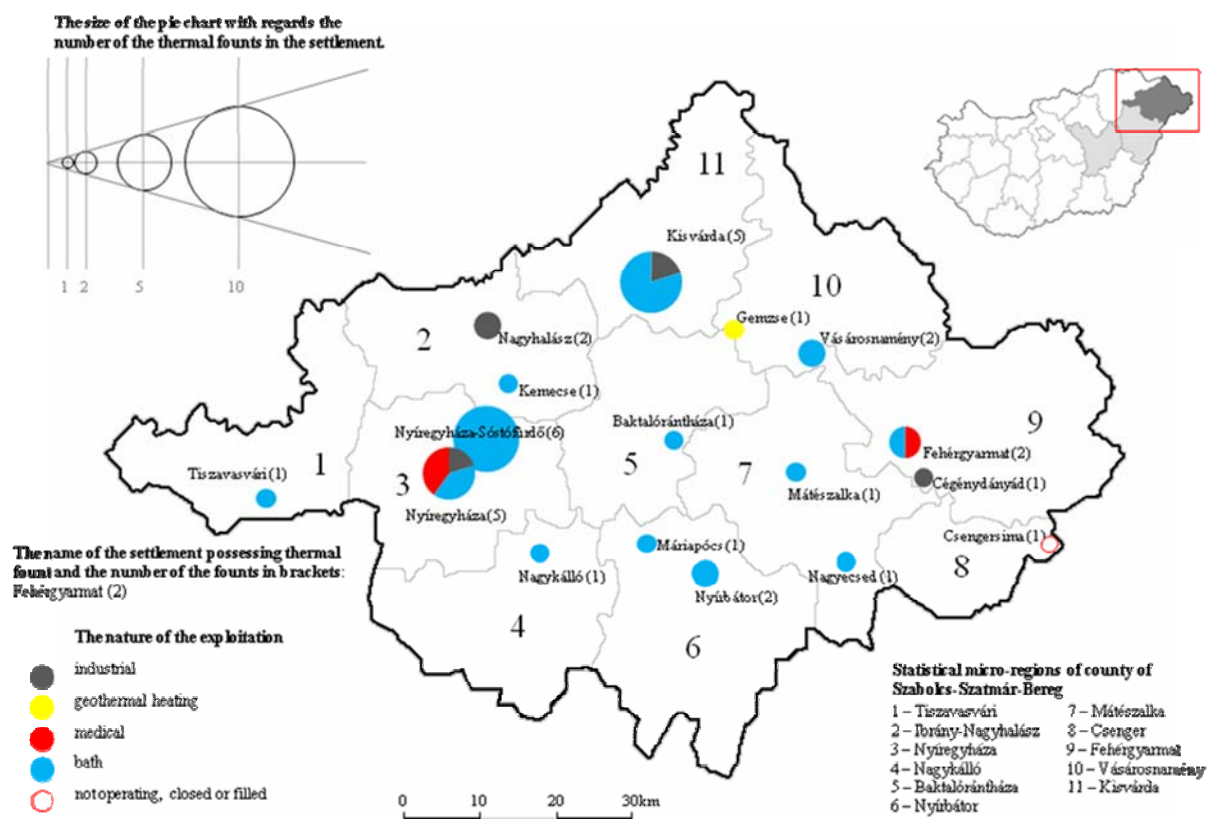 The size of the pie chart with regards the
number of the thermal founts in the settlement.
1
2
5
10
11
Kisvárda (5)
10
Gemzse (1)
Vásárosnamény (2)
2
Nagyhalász (2)
Kemecse (1)
Nyíregyháza-Sóstófürdő (6)
Baktalórántháza (1)
9
Fehérgyarmat (2)
Tiszavasvári (1)
1
3
5
7
Mátészalka (1)
Cégénydányád (1)
Nyíregyháza (5)
Csengersima (1)
Máriapócs (1)
Nagykálló (1)
Nagyecsed (1)
8
Nyírbátor (2)
4
6
The name of the settlement possessing thermal
fount and the number of the founts in brackets:
Fehérgyarmat (2)
The nature of the exploitation
industrial
geothermal heating
medical
bath
not operating, closed or filled
0 10 20 30km
Statistical micro-regions of county of
Szabolcs-Szatmár-Bereg
1 – Tiszavasvári
2 – Ibrány-Nagyhalász
3 – Nyíregyháza
4 – Nagykálló
5 – Baktalórántháza
6 – Nyírbátor
7 – Mátészalka
8 – Csenger
9 – Fehérgyarmat
10 – Vásárosnamény
11 – Kisvárda